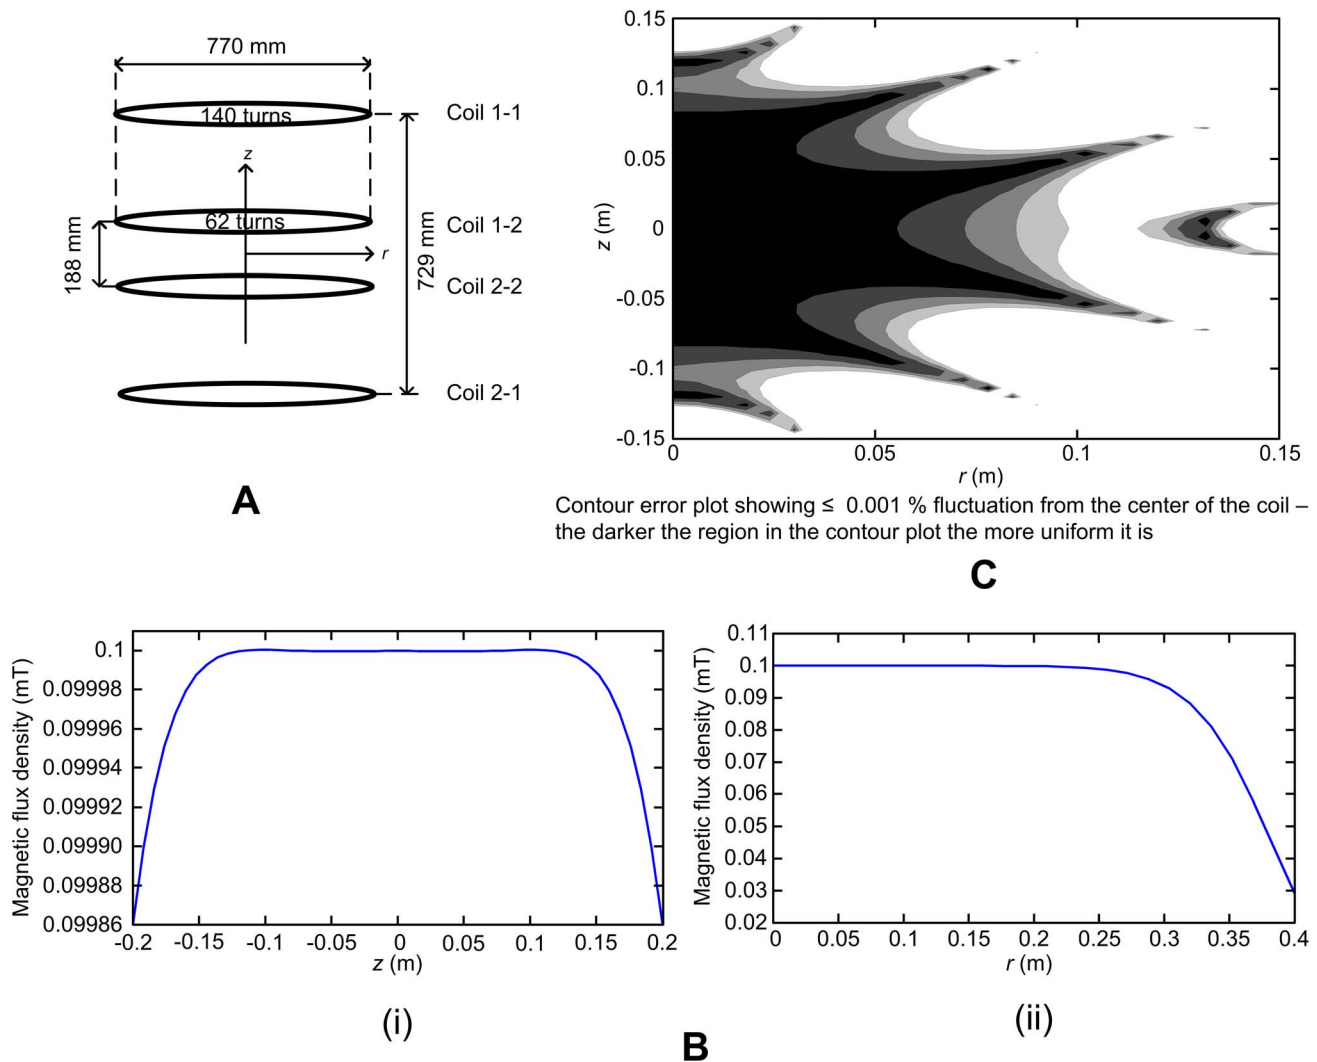 770 mm
140 turns
Coil 1-1
z
62 turns
Coil 1-2
188 mm
r
729 mm
Coil 2-2
Coil 2-1
A
0.15
0.1
0.05
0
-0.05
-0.1
-0.15
z (m)
0
0.05
0.1
0.15
r (m)
Contour error plot showing ≤ 0.001 % fluctuation from the center of the coil –
the darker the region in the contour plot the more uniform it is
C
0.1
0.09998
0.09996
0.09994
0.09992
0.09990
0.09988
0.09986
Magnetic flux density (mT)
-0.2
-0.15
-0.1
-0.05
0
0.05
0.1
0.15
0.2
z (m)
(i)
0.11
0.1
0.09
0.08
0.07
0.06
0.05
0.04
0.03
0.02
Magnetic flux density (mT)
0
0.05
0.1
0.15
0.2
0.25
0.3
0.35
0.4
r (m)
(ii)
B